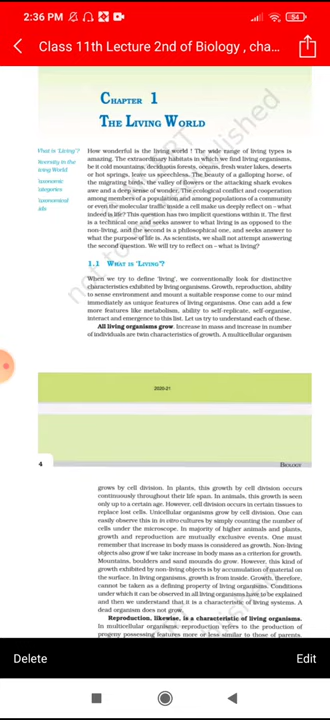 2:36 PM
54
Class 11th Lecture 2nd of Biology , cha...
CHAPTER 1
THE LIVING WORLD
What is 'Living'?
Diversity in the
Living World
Taxonomic
Categories
Taxonomical
Aids
How wonderful is the living world ! The wide range of living types is
amazing. The extraordinary habitats in which we find living organisms,
be it cold mountains, deciduous forests, oceans, fresh water lakes, deserts
or hot springs, leave us speechless. The beauty of a galloping horse, of
the migrating birds, the valley of flowers or the attacking shark evokes
awe and a deep sense of wonder. The ecological conflict and cooperation
among members of a population and among populations of a community
or even the molecular traffic inside a cell make us deeply reflect on – what
indeed is life? This question has two implicit questions within it. The first
is a technical one and seeks answer to what living is as opposed to the
non-living, and the second is a philosophical one, and seeks answer to
what the purpose of life is. As scientists, we shall not attempt answering
the second question. We will try to reflect on – what is living?
1.1 WHAT IS 'LIVING'?
When we try to define 'living', we conventionally look for distinctive
characteristics exhibited by living organisms. Growth, reproduction, ability
to sense environment and mount a suitable response come to our mind
immediately as unique features of living organisms. One can add a few
more features like metabolism, ability to self-replicate, self-organise,
interact and emergence to this list. Let us try to understand each of these.
All living organisms grow. Increase in mass and increase in number
of individuals are two characteristics of growth. A multicellular organism
2020-21
4
BIOLOGY
grows by cell division. In plants, this growth by cell division occurs
continuously throughout their life span. In animals, this growth is seen
only up to a certain age. However, cell division occurs in certain tissues to
replace lost cells. Unicellular organisms grow by cell division. One can
easily observe this in in vitro cultures by simply counting the number of
cells under the microscope. In majority of higher animals and plants,
growth and reproduction are mutually exclusive events. One must
remember that increase in body mass is considered as growth. Non-living
objects also grow if we take increase in body mass as a criterion for growth.
Mountains, boulders and sand mounds do grow. However, this kind of
growth exhibited by non-living objects is by accumulation of material on
the surface. In living organisms, growth is from inside. Growth, therefore,
cannot be taken as a defining property of living organisms. Conditions
under which it can be observed in all living organisms have to be explained
and then we understand that it is a characteristic of living systems. A
dead organism does not grow.
Reproduction, likewise, is a characteristic of living organisms.
In multicellular organisms, reproduction refers to the production of
progeny possessing features more or less similar to those of parents.
Delete
Edit